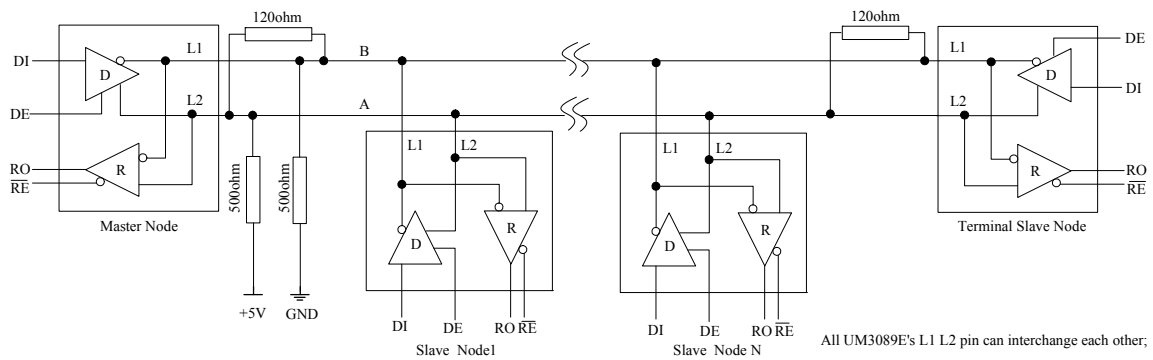 120ohm
120ohm
L1
B
L1
DE
DI
D
D
DI
L2
A
L2
DE
L1
L2
L1
L2
RO
R
R
RO
RE
RE
500ohm
500ohm
Master Node
Terminal Slave Node
D
R
D
R
+5V
GND
DI
DE
RO
RE
DI
DE
RO
RE
Slave Node1
Slave Node N
All UM3089E's L1 L2 pin can interchange each other;